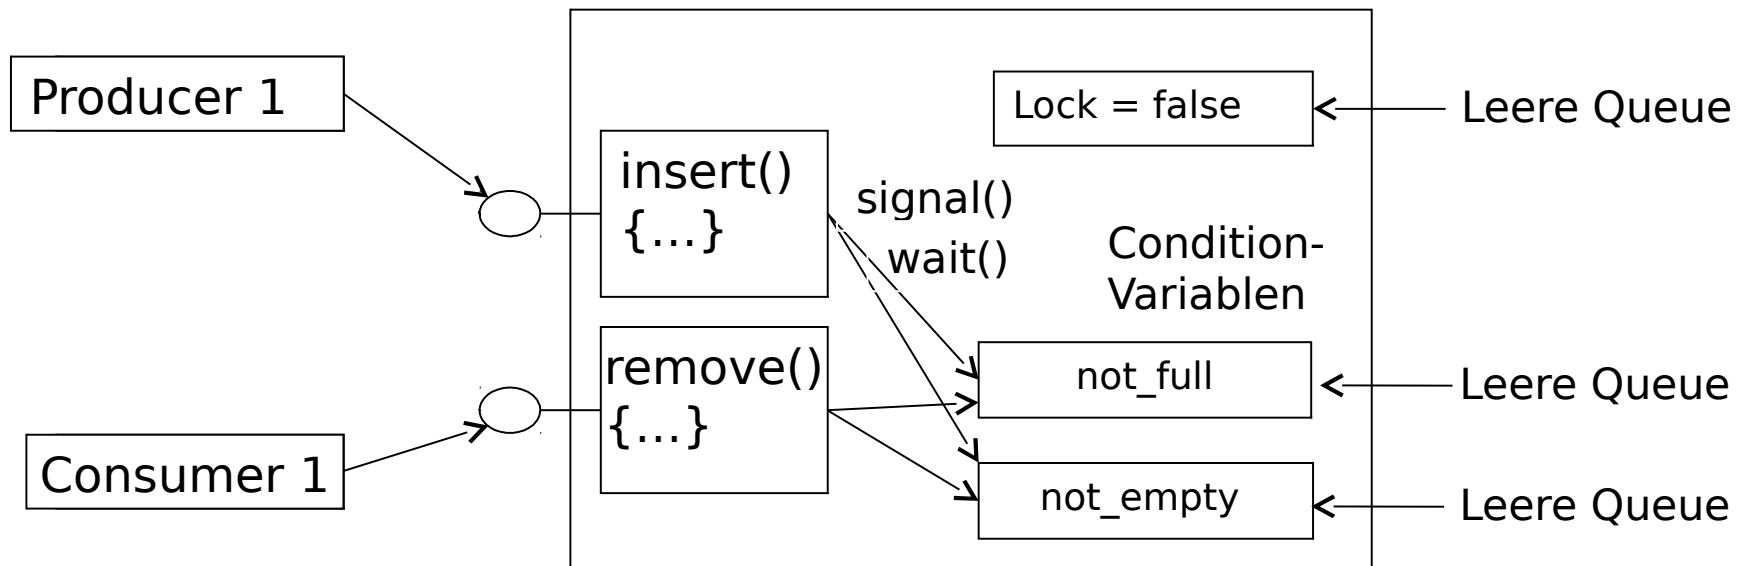 Producer 1
Lock = false
Leere Queue
insert()
{...}
signal()
wait()
Condition-
Variablen
remove()
{...}
not_full
Leere Queue
Consumer 1
not_empty
Leere Queue